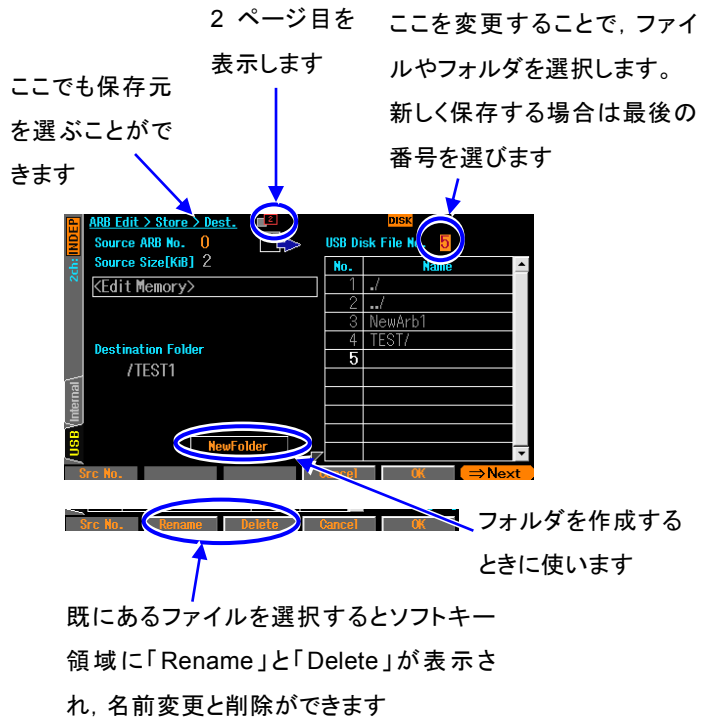 2 ページ目を
表示します
ここを変更することで, ファイ
ルやフォルダを選択します。
新しく保存する場合は最後の
番号を選びます
ここでも保存元
を選ぶことがで
きます
2ch: INDEP
ARB Edit > Store > Dest.
2
DISK
Source ARB No. 0
USB Disk File No. 5
Source Size[KiB] 2
No. Name
<Edit Memory>
1 ./
2 ../
3 NewArb1
4 TEST/
5
Destination Folder
/TEST1
Internal
USB
NewFolder
Src No. Cancel OK ⇒Next
Src No. Rename Delete Cancel OK
フォルダを作成する
ときに使います
既にあるファイルを選択するとソフトキー
領域に「Rename」と「Delete」が表示さ
れ, 名前変更と削除ができます